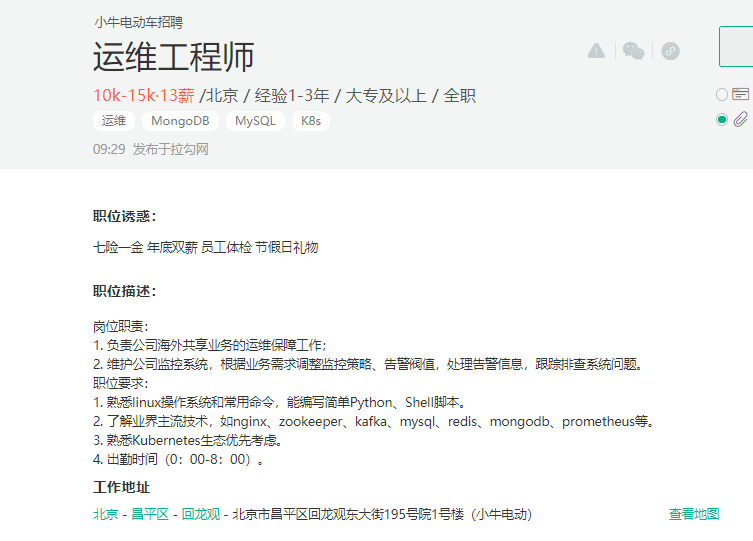 小牛电动车招聘
运维工程师
10k-15k·13薪 /北京 / 经验1-3年 / 大专及以上 / 全职
运维 MongoDB MySQL K8s
09:29 发布于拉勾网
职位诱惑：
七险一金 年底双薪 员工体检 节假日礼物
职位描述：
岗位职责：
1. 负责公司海外共享业务的运维保障工作；
2. 维护公司监控系统，根据业务需求调整监控策略、告警阀值，处理告警信息，跟踪排查系统问题。
职位要求：
1. 熟悉linux操作系统和常用命令，能编写简单Python、Shell脚本。
2. 了解业界主流技术，如nginx、zookeeper、kafka、mysql、redis、mongodb、prometheus等。
3. 熟悉Kubernetes生态优先考虑。
4. 出勤时间（0：00-8：00）。
工作地址
北京 - 昌平区 - 回龙观 - 北京市昌平区回龙观东大街195号院1号楼（小牛电动） 查看地图